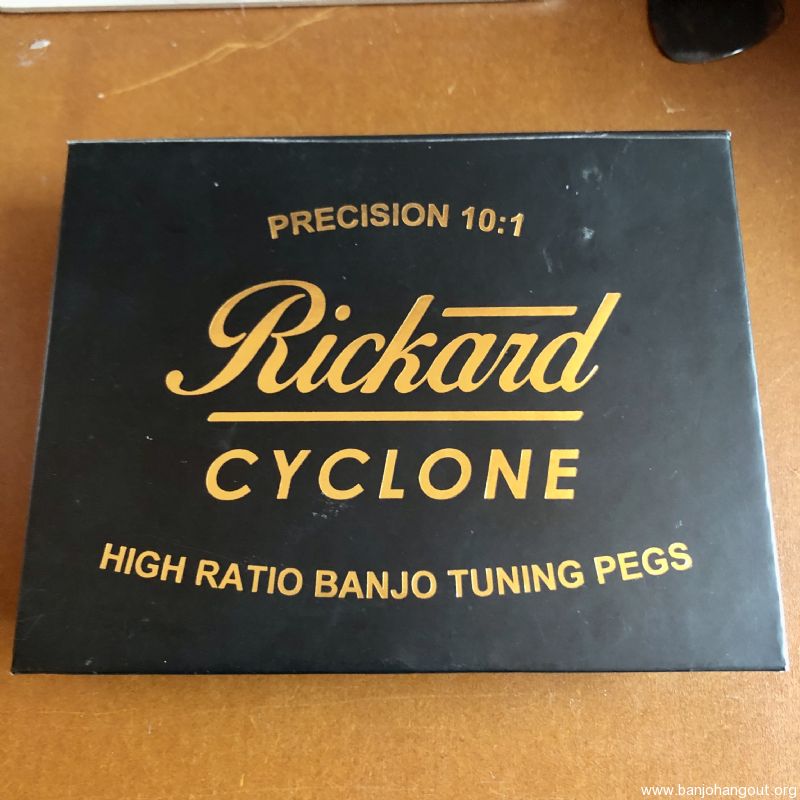 PRECISION 10:1
Rickard
CYCLONE
HIGH RATIO BANJO TUNING PEGS
www.banjohangout.org